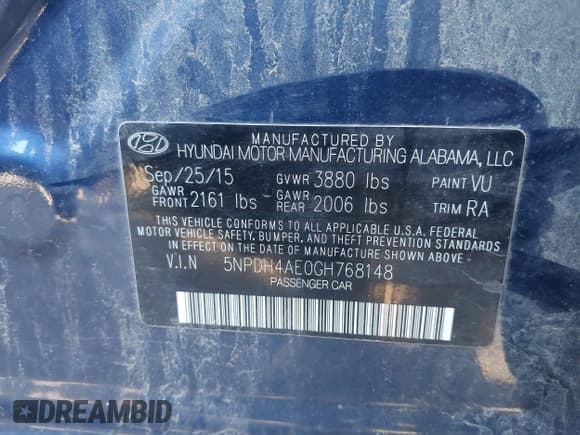 MANUFACTURED BY
HYUNDAI MOTOR MANUFACTURING ALABAMA, LLC
Sep/25/15 GVWR 3880 lbs PAINT VU
GAWR FRONT 2161 lbs GAWR REAR 2006 lbs TRIM RA
THIS VEHICLE CONFORMS TO ALL APPLICABLE U.S.A. FEDERAL
MOTOR VEHICLE SAFETY, BUMPER, AND THEFT PREVENTION STANDARDS
IN EFFECT ON THE DATE OF MANUFACTURE SHOWN ABOVE.
V.I.N 5NPDH4AE0GH768148
PASSENGER CAR
DREAMBID